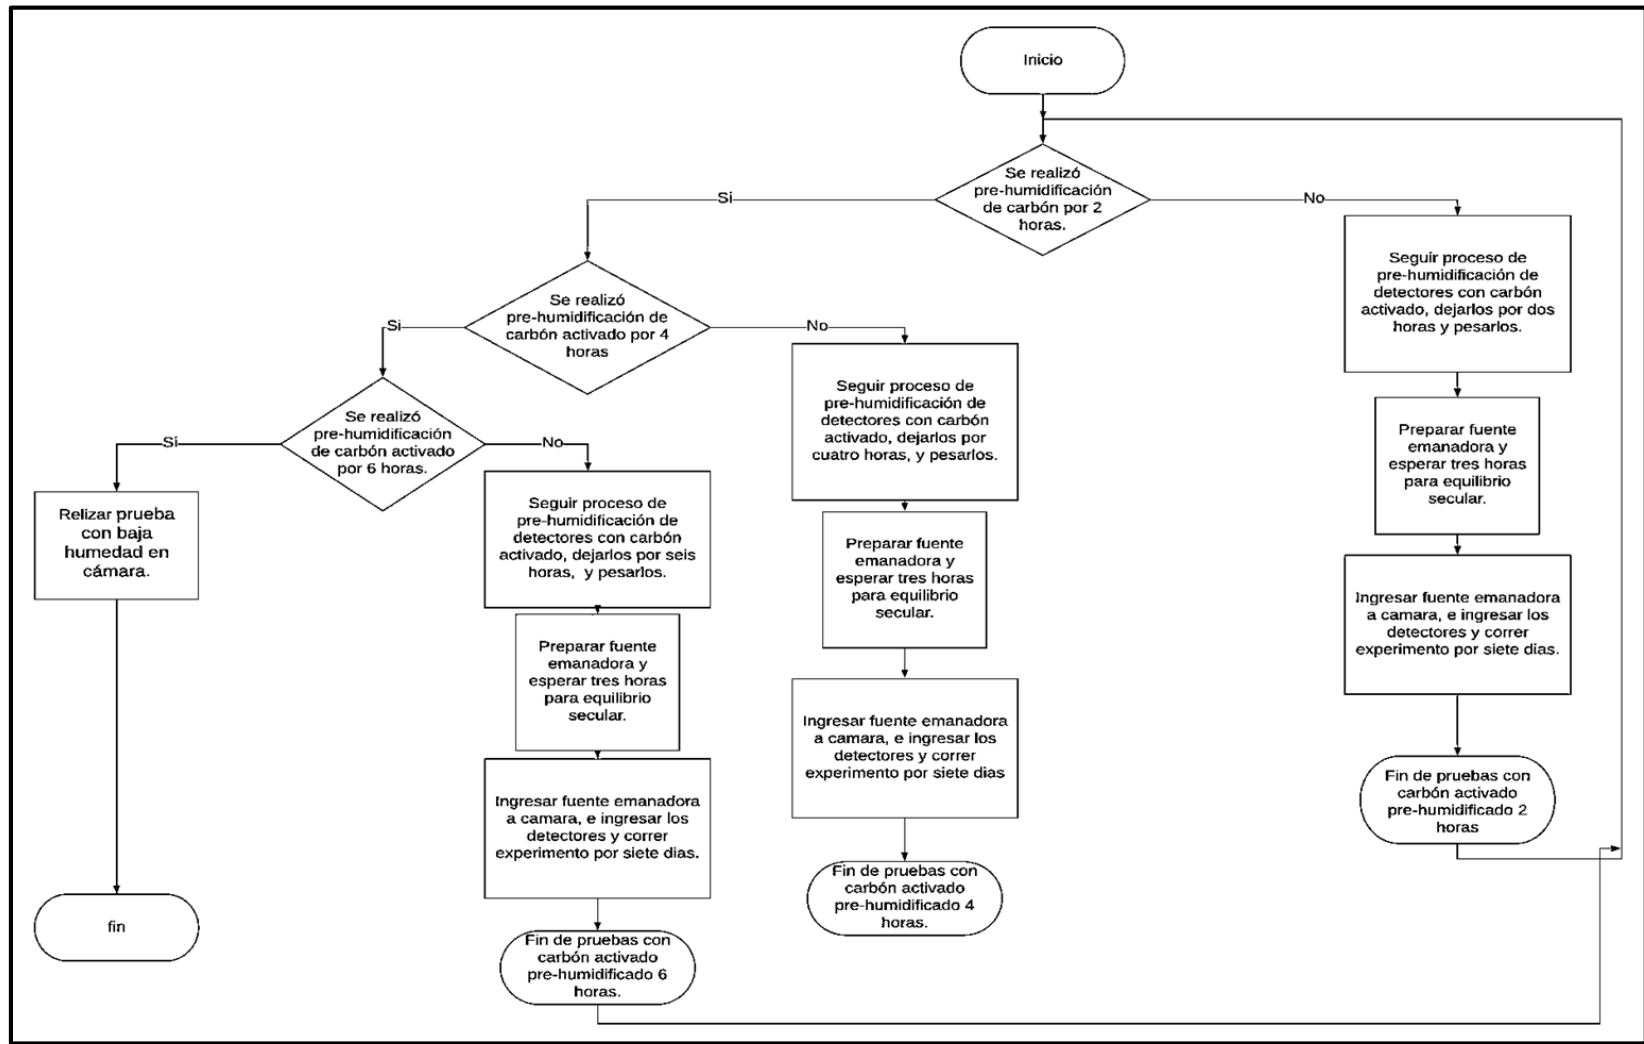 Inicio
Se realizó
pre-humidificación
de carbón por 2
horas.
Si
No
Seguir proceso de
pre-humidificación de
detectores con carbón
activado, dejarlos por dos
horas y pesarlos.
Preparar fuente
emanadora y
esperar tres horas
para equilibrio
secular.
Ingresar fuente emanadora
a camara, e ingresar los
detectores y correr
experimento por siete días.
Fin de pruebas con
carbón activado
pre-humidificado 2
horas
Se realizó
pre-humidificación de
carbón activado por 4
horas
Si
No
Seguir proceso de
pre-humidificación de
detectores con carbón
activado, dejarlos por
cuatro horas, y pesarlos.
Preparar fuente
emanadora y
esperar tres horas
para equilibrio
secular.
Ingresar fuente emanadora
a camara, e ingresar los
detectores y correr
experimento por siete dias
Fin de pruebas con
carbón activado
pre-humidificado 4
horas.
Se realizó
pre-humidificación
de carbón activado
por 6 horas.
Si
No
Seguir proceso de
pre-humidificación de
detectores con carbón
activado, dejarlos por seis
horas, y pesarlos.
Preparar fuente
emanadora y
esperar tres horas
para equilibrio
secular.
Ingresar fuente emanadora
a camara, e ingresar los
detectores y correr
experimento por siete dias.
Fin de pruebas con
carbón activado
pre-humidificado 6
horas.
Relizar prueba
con baja
humedad en
cámara.
fin